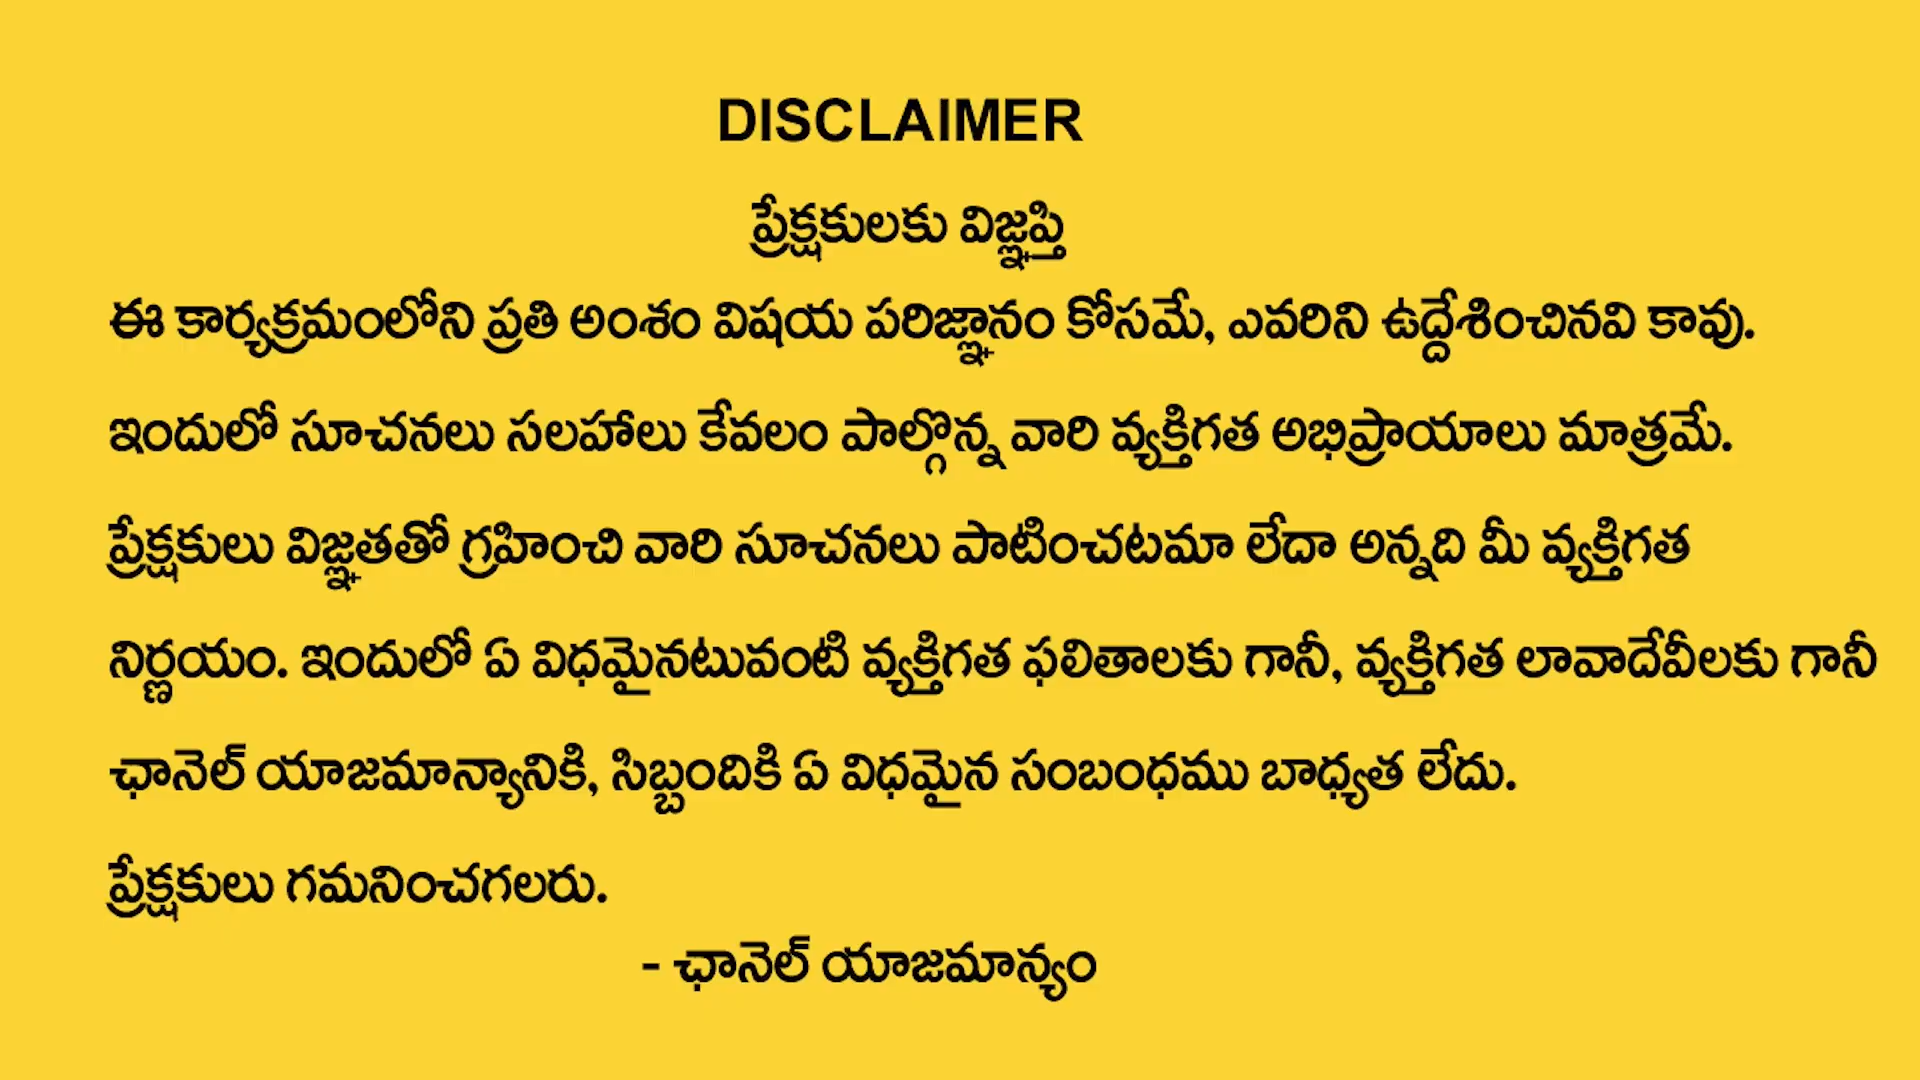 DISCLAIMER
ప్రేక్షకులకు విజ్ఞప్తి
ఈ కార్యక్రమంలోని ప్రతి అంశం విషయ పరిజ్ఞానం కోసమే, ఎవరిని ఉద్దేశించినవి కావు.
ఇందులో సూచనలు సలహాలు కేవలం పాల్గొన్న వారి వ్యక్తిగత అభిప్రాయాలు మాత్రమే.
ప్రేక్షకులు విజ్ఞతతో గ్రహించి వారి సూచనలు పాటించటమా లేదా అన్నది మీ వ్యక్తిగత
నిర్ణయం. ఇందులో ఏ విధమైనటువంటి వ్యక్తిగత ఫలితాలకు గానీ, వ్యక్తిగత లావాదేవీలకు గానీ
ఛానెల్ యాజమాన్యానికి, సిబ్బందికి ఏ విధమైన సంబంధము బాధ్యత లేదు.
ప్రేక్షకులు గమనించగలరు.
- ఛానెల్ యాజమాన్యం